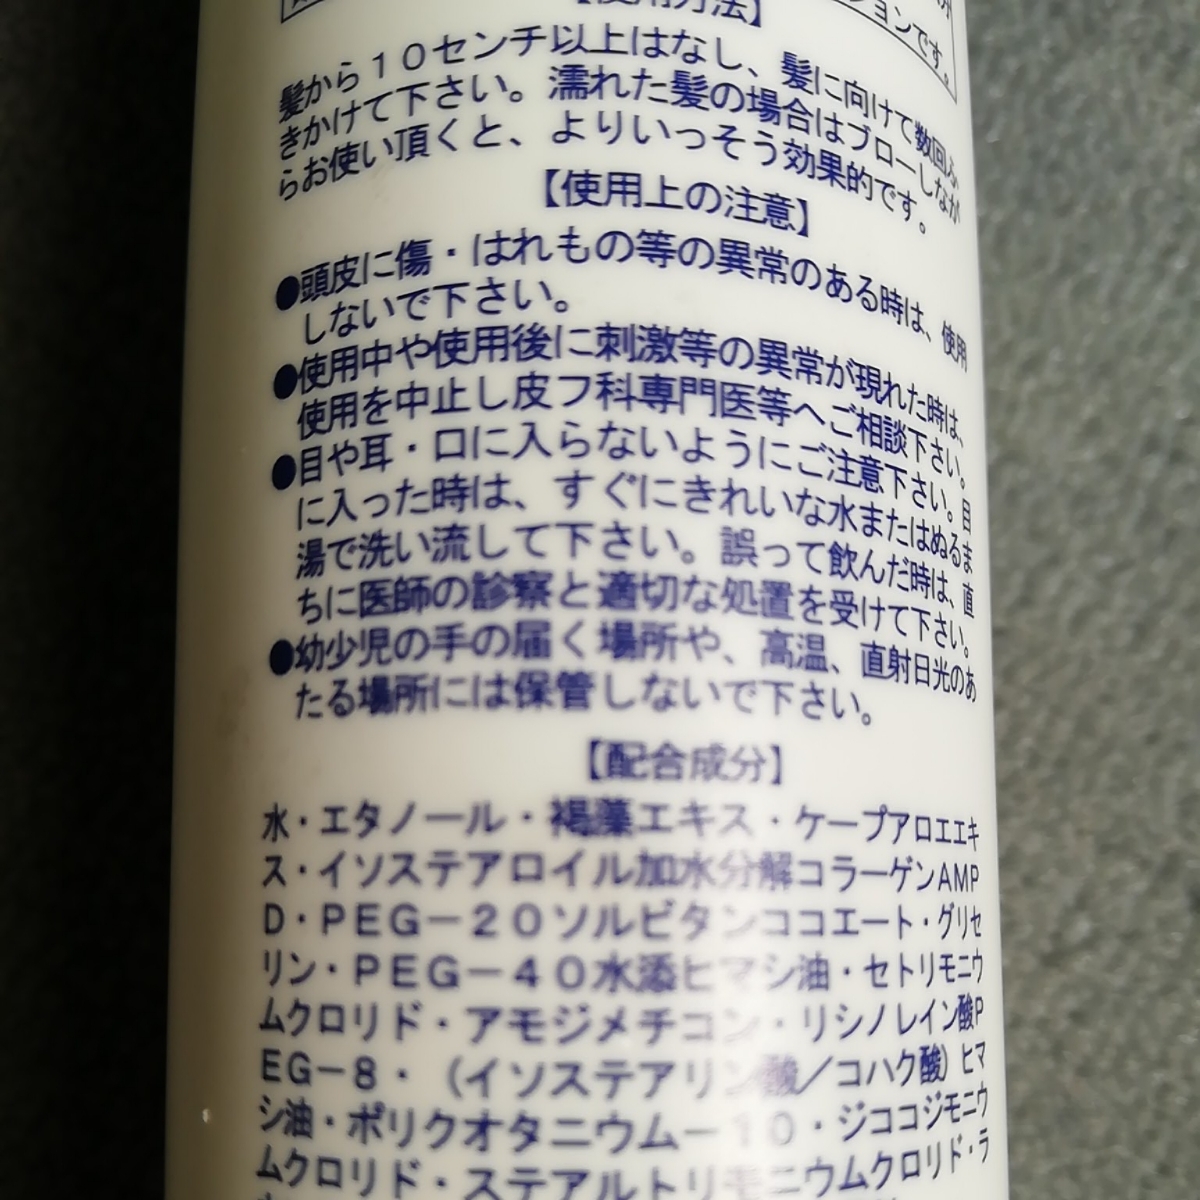 ションです。
【使用方法】
髪から１０センチ以上はなし、髪に向けて数回ふ
きかけて下さい。濡れた髪の場合はブローしなが
らお使い頂くと、よりいっそう効果的です。
【使用上の注意】
●頭皮に傷・はれもの等の異常のある時は、使用
しないで下さい。
●使用中や使用後に刺激等の異常が現れた時は、
使用を中止し皮フ科専門医等へご相談下さい。
●目や耳・口に入らないようにご注意下さい。目
に入った時は、すぐにきれいな水またはぬるま
湯で洗い流して下さい。誤って飲んだ時は、直
ちに医師の診察と適切な処置を受けて下さい。
●幼少児の手の届く場所や、高温、直射日光のあ
たる場所には保管しないで下さい。
【配合成分】
水・エタノール・褐藻エキス・ケープアロエエキ
ス・イソステアロイル加水分解コラーゲンAMP
D・PEG－２０ソルビタンココエート・グリセ
リン・PEG－４０水添ヒマシ油・セトリモニウ
ムクロリド・アモジメチコン・リシノレイン酸P
EG－８・（イソステアリン酸／コハク酸）ヒマ
シ油・ポリクオタニウム－１０・ジココジモニウ
ムクロリド・ステアルトリモニウムクロリド・ラ